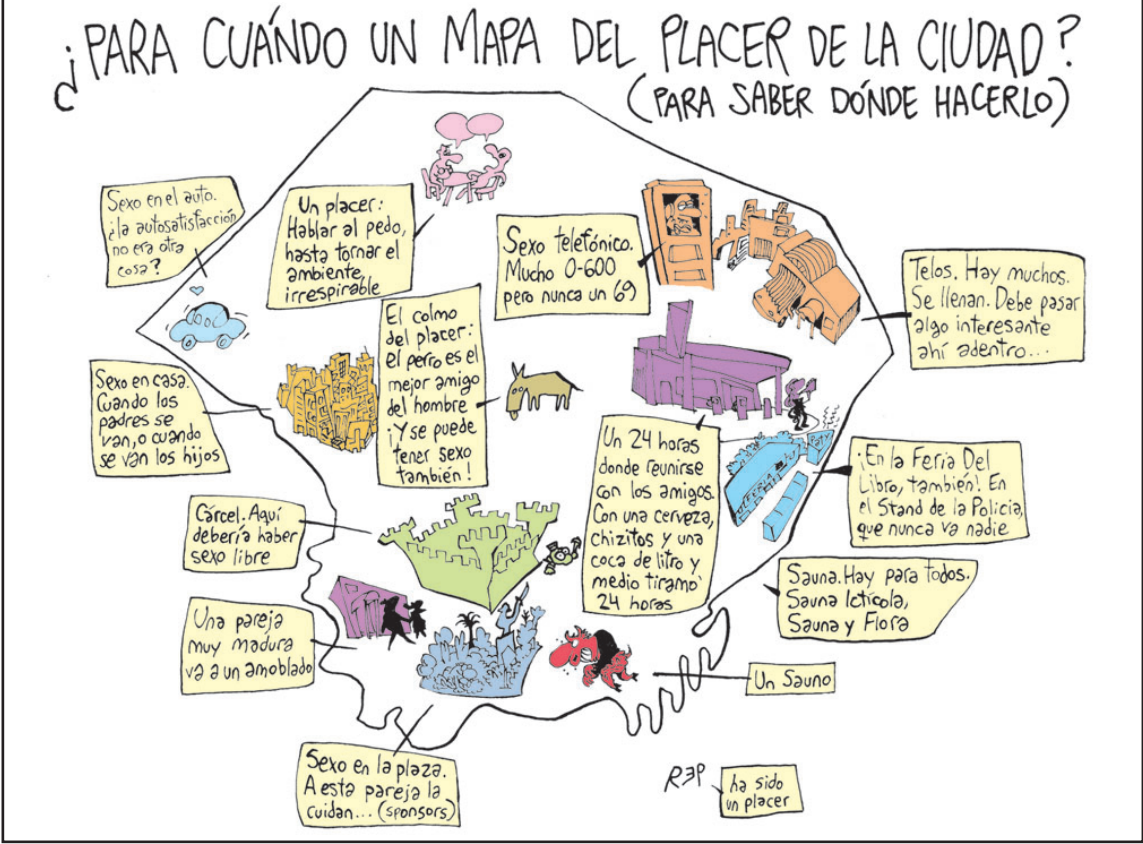 ¿PARA CUÁNDO UN MAPA DEL PLACER DE LA CIUDAD?
(PARA SABER DÓNDE HACERLO)
Sexo en el auto.
¿la autosatisfacción
no era otra
cosa?
Un placer:
Hablar al pedo,
hasta tornar el
ambiente
irrespirable
Sexo telefónico.
Mucho 0-600
pero nunca un 69
Telos. Hay muchos.
Se llenan. Debe pasar
algo interesante
ahí adentro...
El colmo
del placer:
el perro es el
mejor amigo
del hombre
¡Y se puede
tener sexo
también!
Sexo en casa.
Cuando los
padres se
van, o cuando
se van los hijos
Un 24 horas
donde reunirse
con los amigos.
Con una cerveza,
chizitos y una
coca de litro y
medio tiramo'
24 horas
Paty
¡En la Feria Del
Libro, también! En
el Stand de la Policia,
que nunca va nadie
Cárcel. Aquí
debería haber
sexo libre
Sauna. Hay para todos.
Sauna Ictícola,
Sauna y Flora
Una pareja
muy madura
va a un amoblado
Un Sauno
Sexo en la plaza.
A esta pareja la
cuidan... (sponsors)
REP
ha sido
un placer